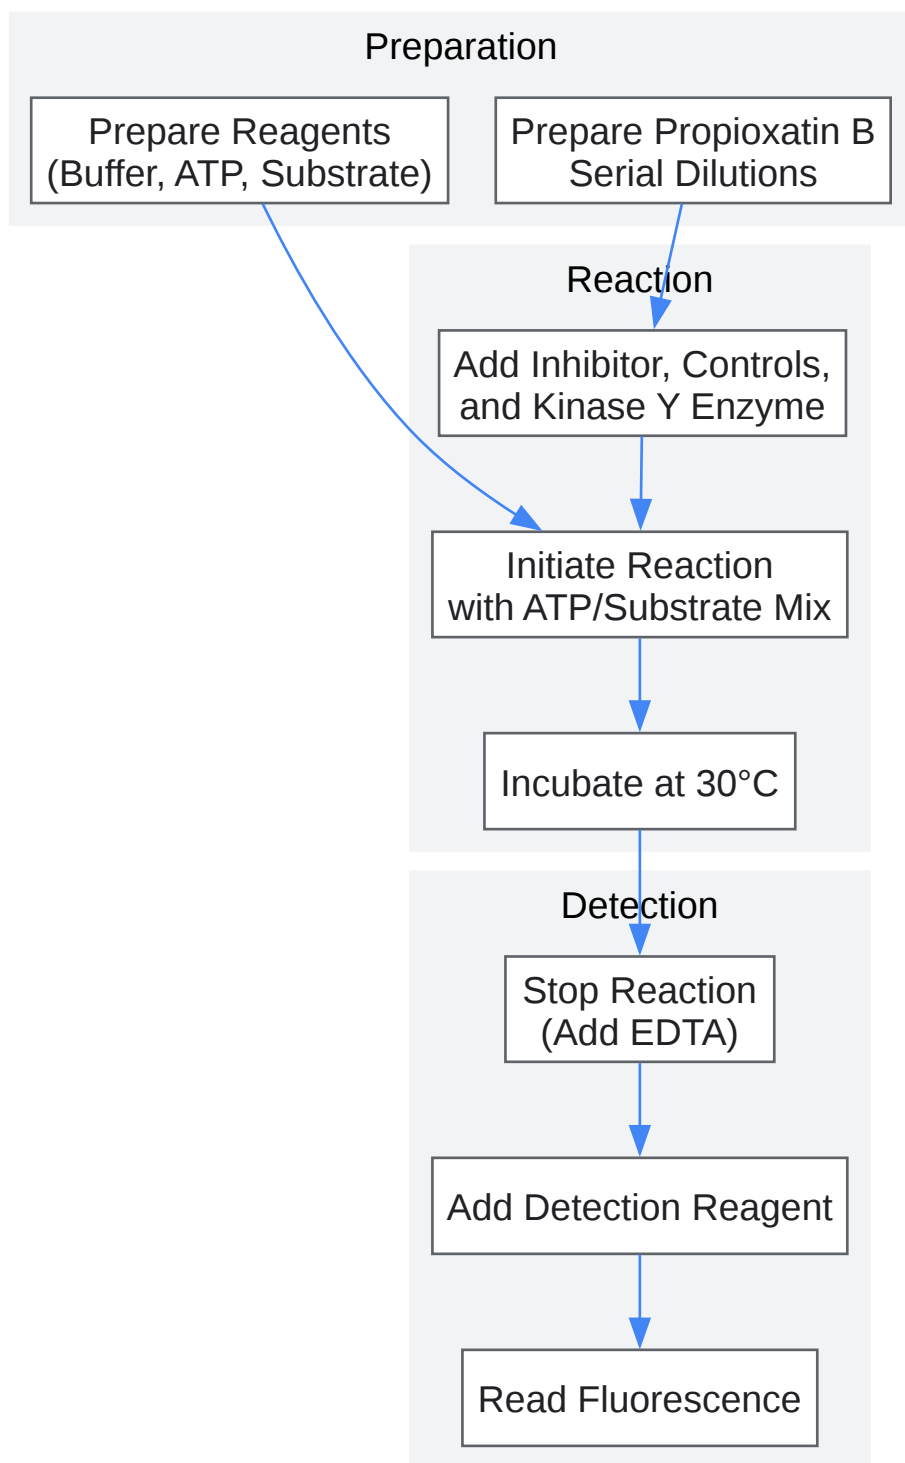 Preparation
Prepare Reagents
(Buffer, ATP, Substrate)
Prepare Propioxatin B
Serial Dilutions
Reaction
Add Inhibitor, Controls,
and Kinase Y Enzyme
Initiate Reaction
with ATP/Substrate Mix
Incubate at 30°C
Detection
Stop Reaction
(Add EDTA)
Add Detection Reagent
Read Fluorescence